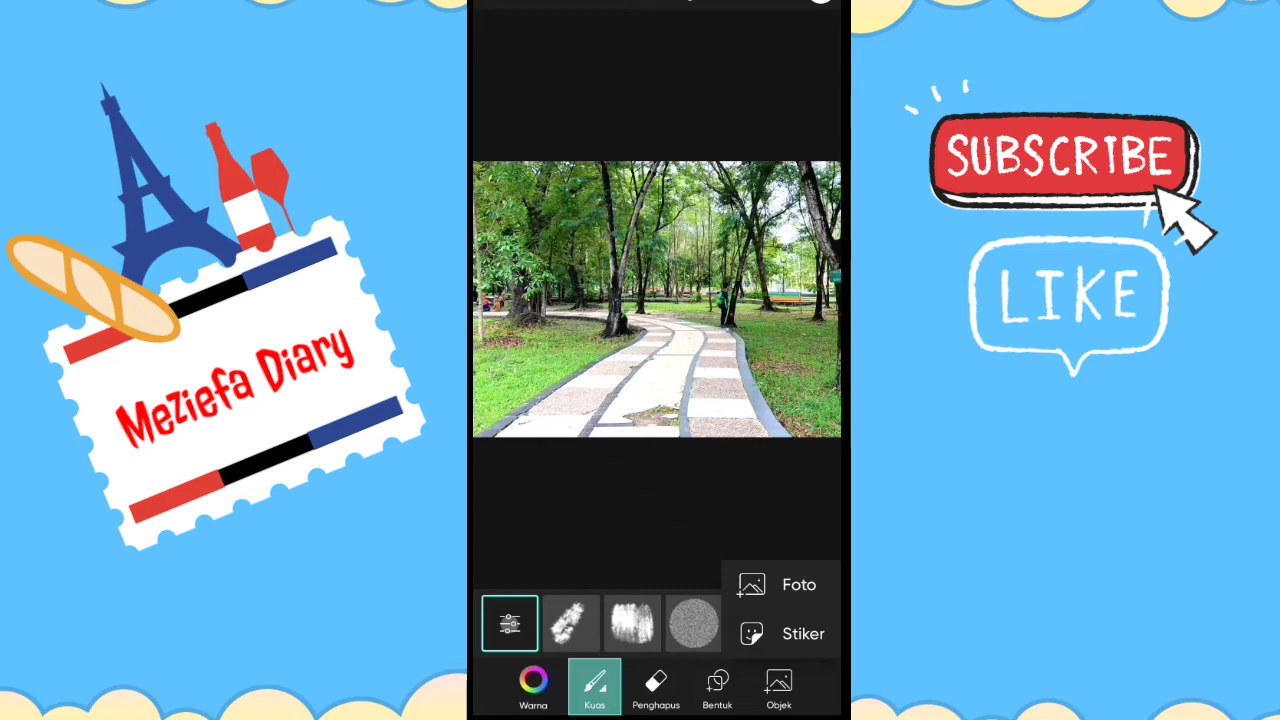 Meziefa Diary
SUBSCRIBE
LIKE
Foto
Stiker
Warna
Kuas
Penghapus
Bentuk
Objek